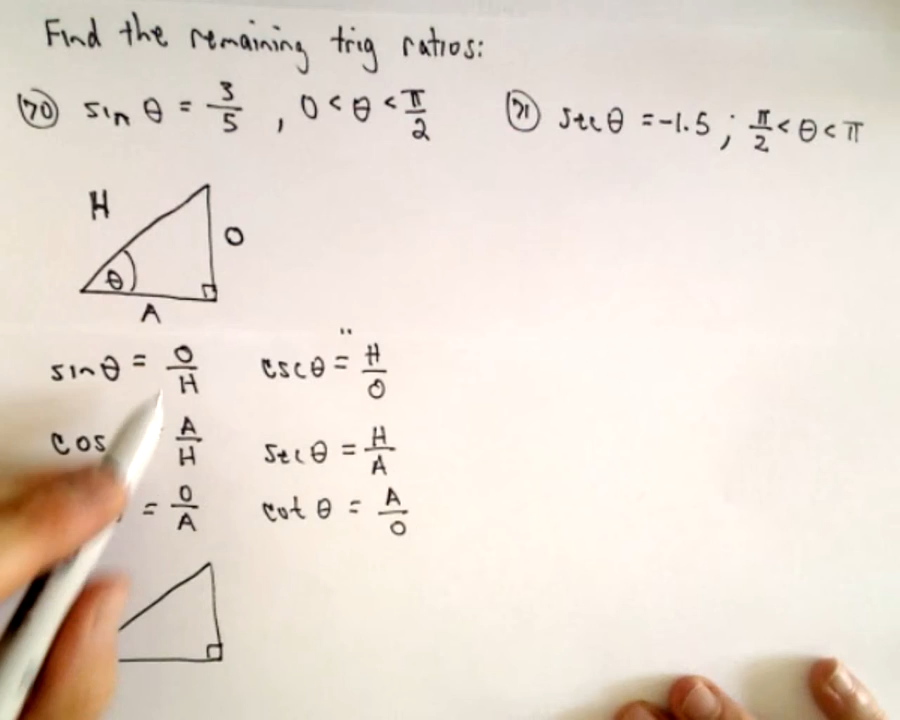 Find the remaining trig ratios:
70 sin θ = 3/5 , 0 < θ < π/2
71 sec θ = -1.5 ; π/2 < θ < π
H
O
θ
A
sin θ = O/H csc θ = H/O
cos A/H sec θ = H/A
= O/A cot θ = A/O